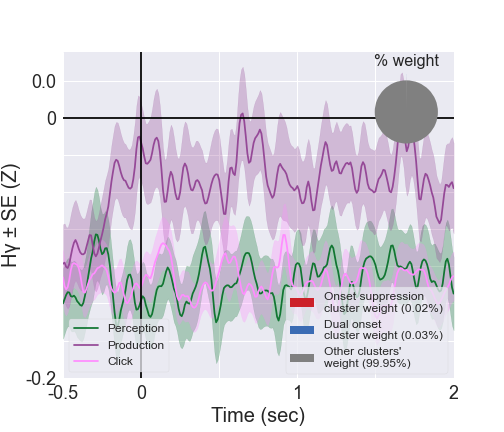 % weight
0.0
0
-0.2
Hγ ± SE (Z)
Perception
Production
Click
Onset suppression
cluster weight (0.02%)
Dual onset
cluster weight (0.03%)
Other clusters'
weight (99.95%)
-0.5 0 1 2
Time (sec)